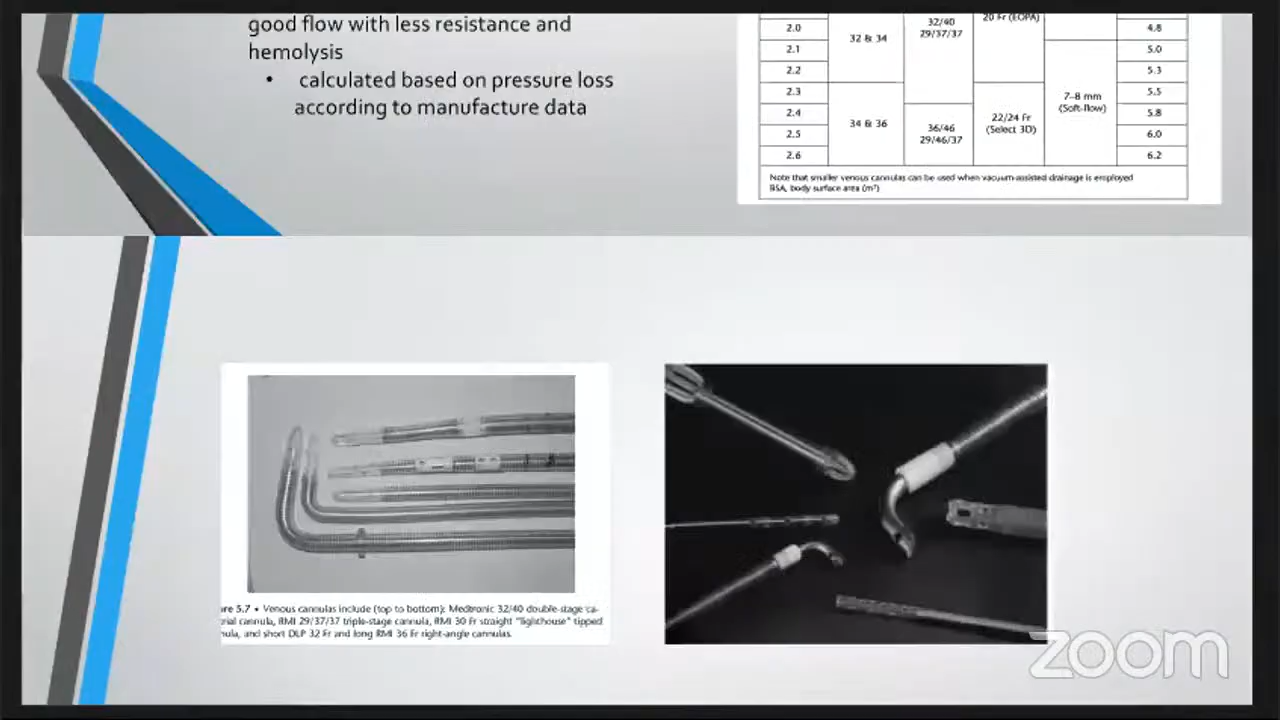 good flow with less resistance and
hemolysis
• calculated based on pressure loss
according to manufacture data
32/40
20 Fr (EOPA)
2.0
32 & 34
29/37/37
4.8
2.1
5.0
2.2
5.3
2.3
7–8 mm
5.5
(Soft-flow)
2.4
34 & 36
36/46
22/24 Fr
5.8
29/46/37
(Select 3D)
2.5
6.0
2.6
6.2
Note that smaller venous cannulas can be used when vacuum-assisted drainage is employed
BSA, body surface area (m²)
ure 5.7 • Venous cannulas include (top to bottom): Medtronic 32/40 double-stage ca-
trial cannula, RMI 29/37/37 triple-stage cannula, RMI 30 Fr straight "lighthouse" tipped
nula, and short DLP 32 Fr and long RMI 36 Fr right-angle cannulas.
zoom